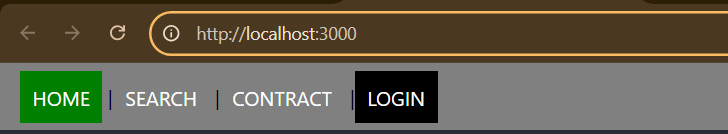 http://localhost:3000
HOME | SEARCH | CONTRACT | LOGIN